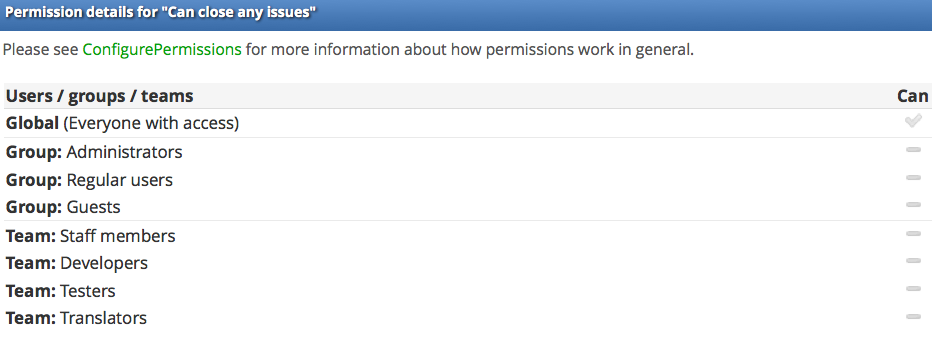 Permission details for "Can close any issues"
Please see ConfigurePermissions for more information about how permissions work in general.
Users / groups / teams Can
Global (Everyone with access)
Group: Administrators
Group: Regular users
Group: Guests
Team: Staff members
Team: Developers
Team: Testers
Team: Translators